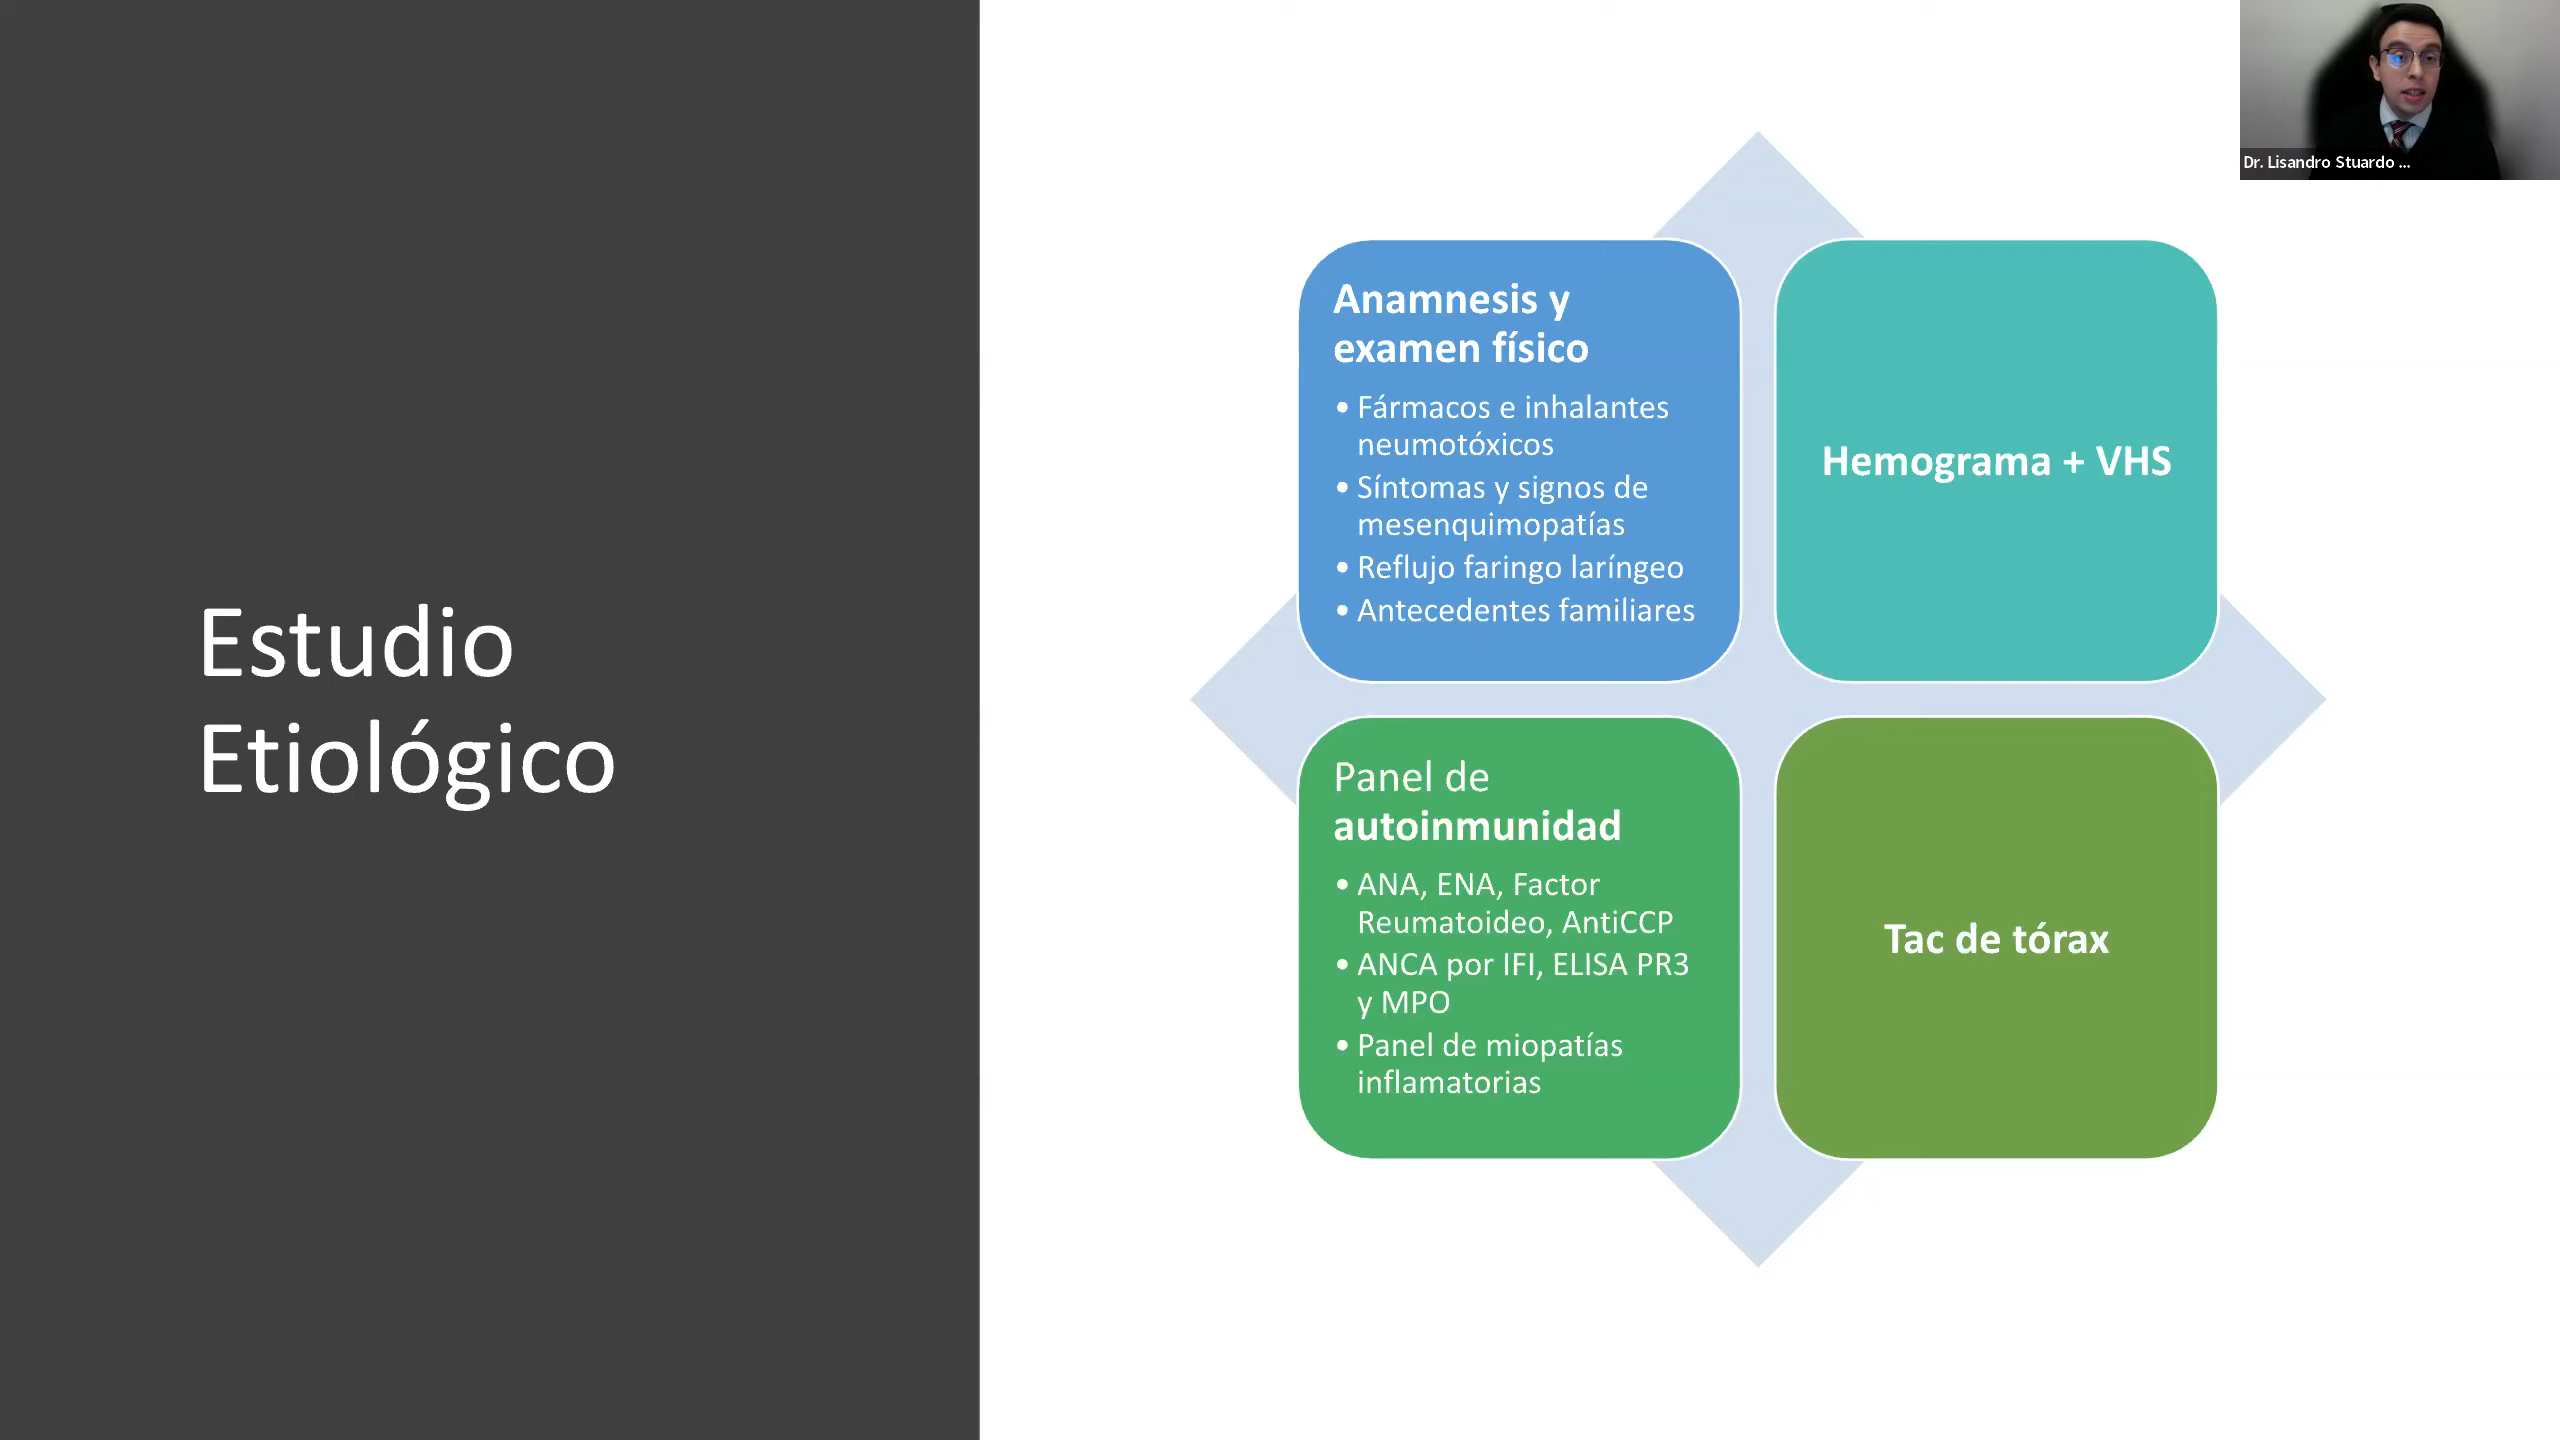 Estudio
Etiológico
Anamnesis y
examen físico
• Fármacos e inhalantes
neumotóxicos
• Síntomas y signos de
mesenquimopatías
• Reflujo faringo laríngeo
• Antecedentes familiares
Hemograma + VHS
Panel de
autoinmunidad
• ANA, ENA, Factor
Reumatoideo, AntiCCP
• ANCA por IFI, ELISA PR3
y MPO
• Panel de miopatías
inflamatorias
Tac de tórax
Dr. Lisandro Stuardo ...